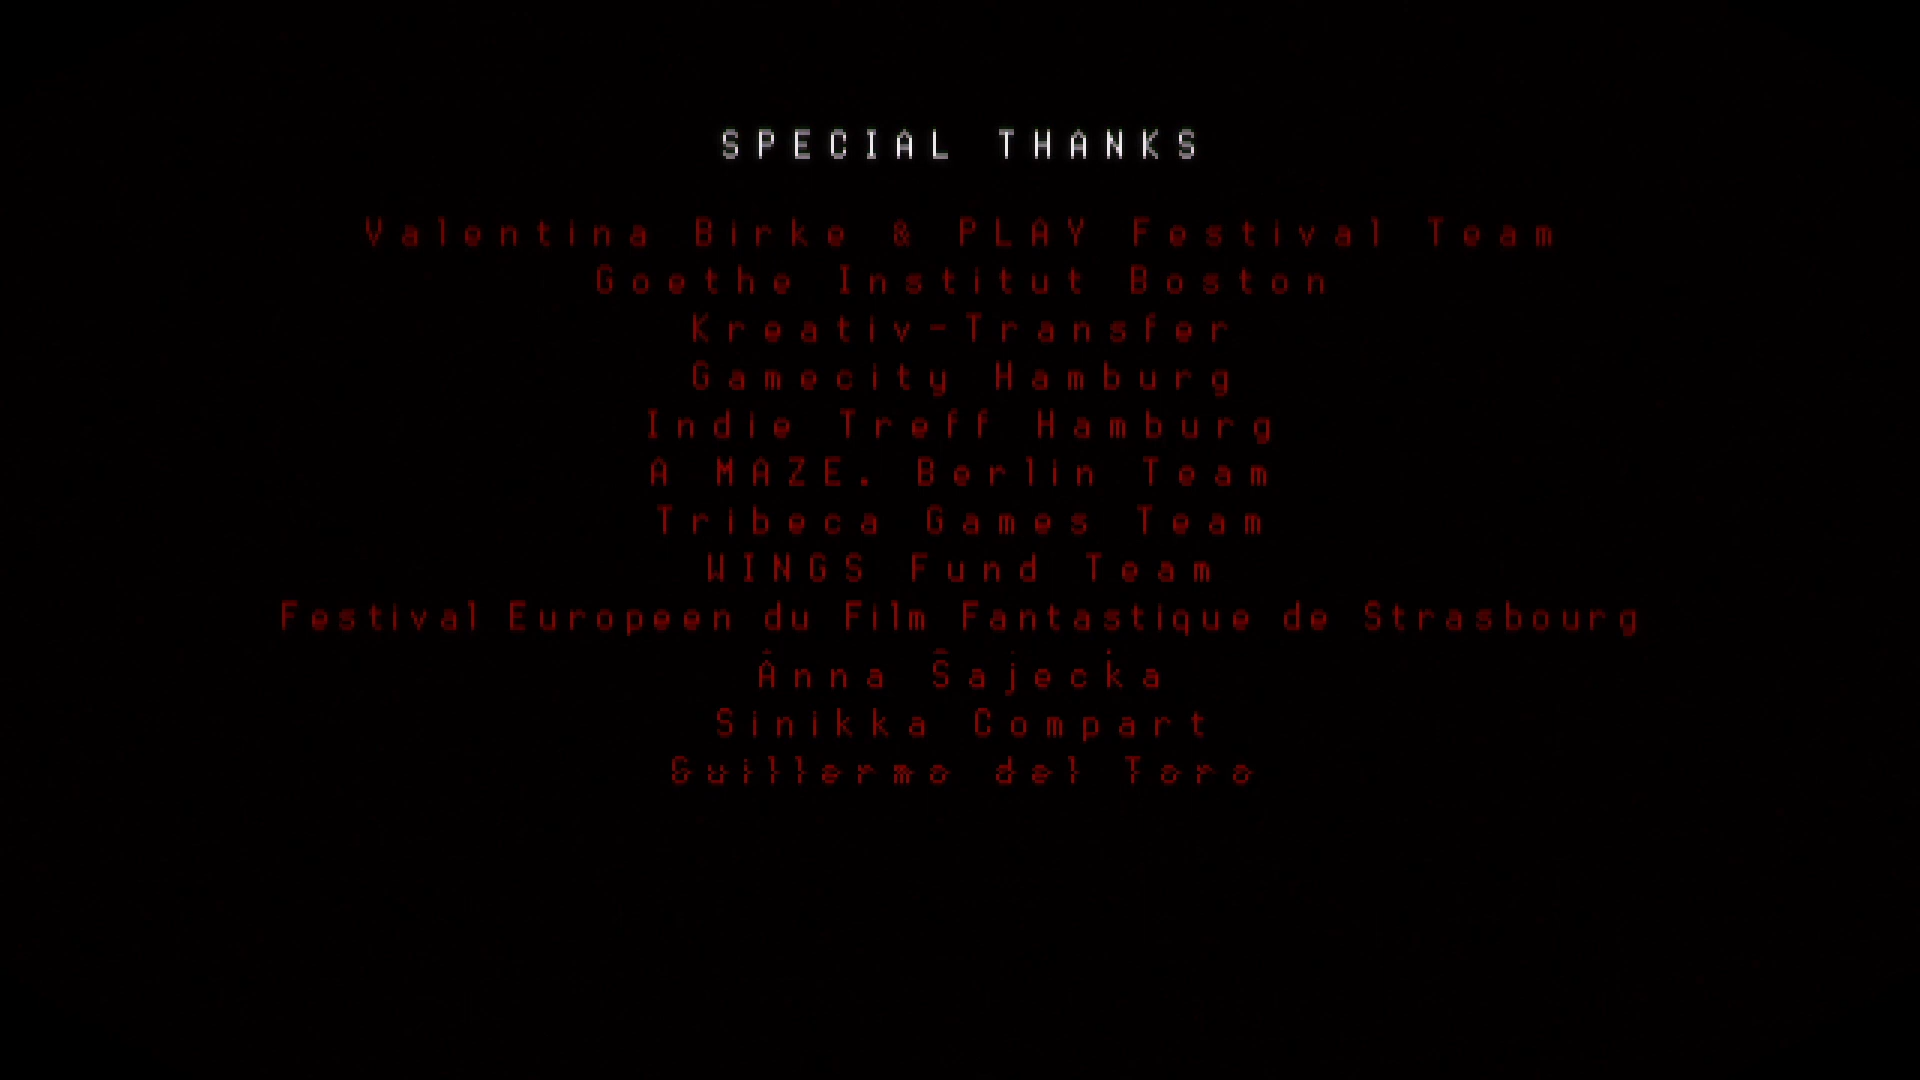 SPECIAL THANKS
Valentina Birke & PLAY Festival Team
Goethe Institut Boston
Kreativ-Transfer
Gamecity Hamburg
Indie Treff Hamburg
A MAZE. Berlin Team
Tribeca Games Team
WINGS Fund Team
Festival Europeen du Film Fantastique de Strasbourg
Anna Sajecka
Sinikka Compart
Guillermo del Toro